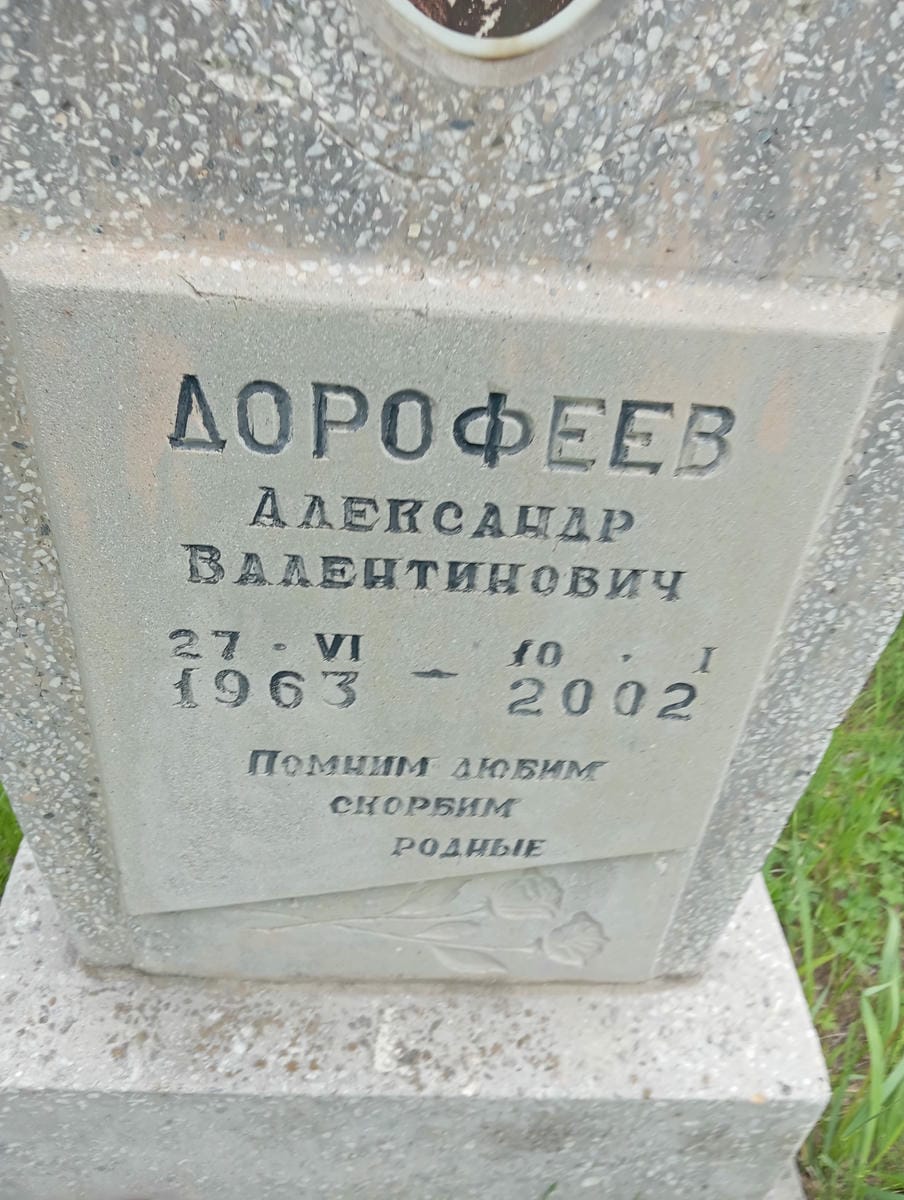 ДОРОФЕЕВ
АЛЕКСАНДР
ВАЛЕНТИНОВИЧ
27 · VI — 10 · I
1963 2002
ПОМНИМ ЛЮБИМ
СКОРБИМ
РОДНЫЕ